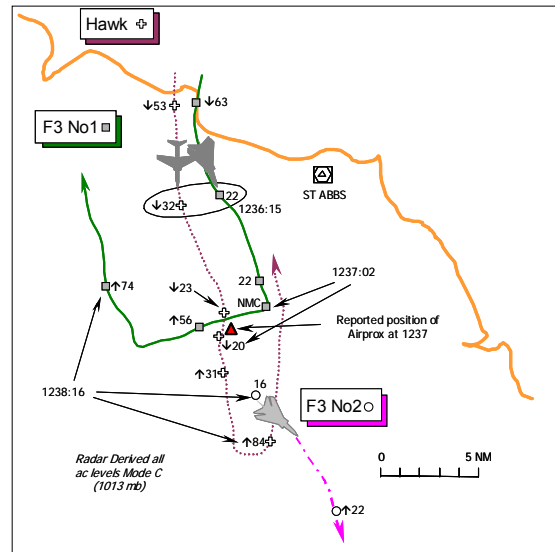 Hawk
↓53
↓63
F3 No1
ST ABBS
22
1236:15
↓32
↓23
22
1237:02
NMC
↑74
↑56
Reported position of
Airprox at 1237
↓20
↑31
16
1238:16
F3 No2
↑84
Radar Derived all
ac levels Mode C
(1013 mb)
0
5 NM
↑22